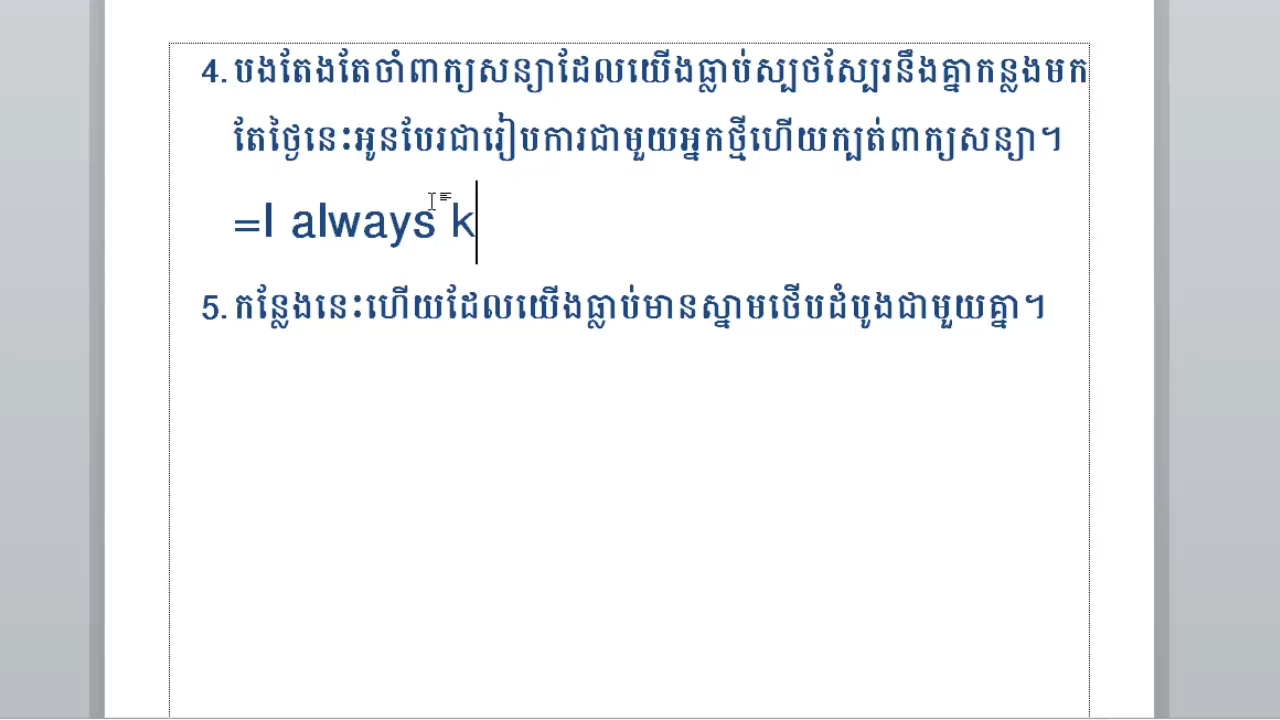 4. បងតែងតែចាំពាក្យសន្យាដែលយើងធ្លាប់ស្បថស្បែរនឹងគ្នាកន្លងមក
តែថ្ងៃនេះអូនបែរជារៀបការជាមួយអ្នកថ្មីហើយក្បត់ពាក្យសន្យា។
=I always k
5. កន្លែងនេះហើយដែលយើងធ្លាប់មានស្នាមថើបដំបូងជាមួយគ្នា។